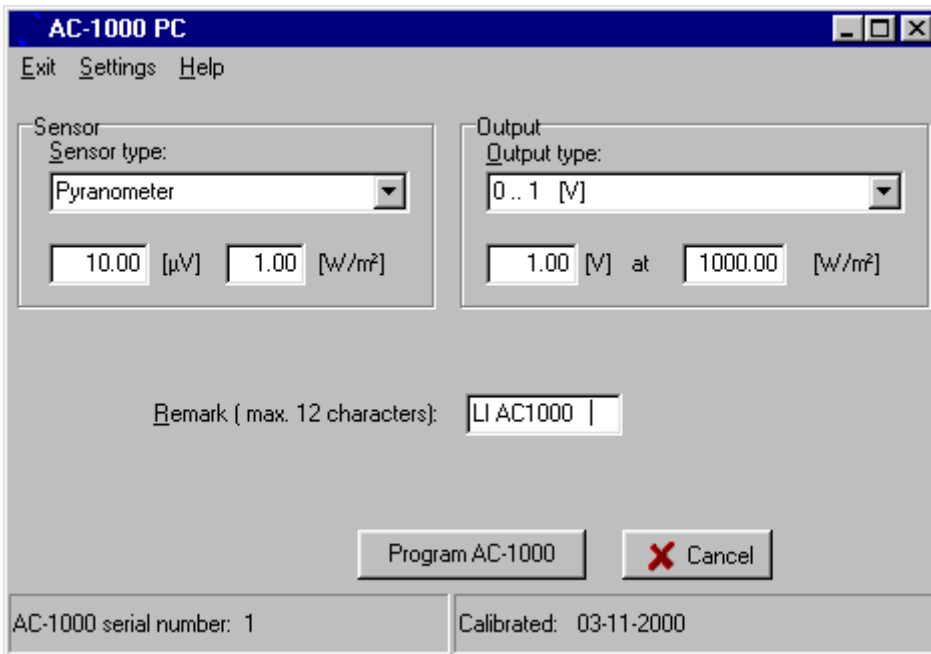 AC-1000 PC
Exit Settings Help
Sensor
Sensor type:
Pyranometer
10.00 [µV] 1.00 [W/m²]
Output
Output type:
0 .. 1 [V]
1.00 [V] at 1000.00 [W/m²]
Remark ( max. 12 characters): LI AC1000
Program AC-1000 Cancel
AC-1000 serial number: 1 Calibrated: 03-11-2000